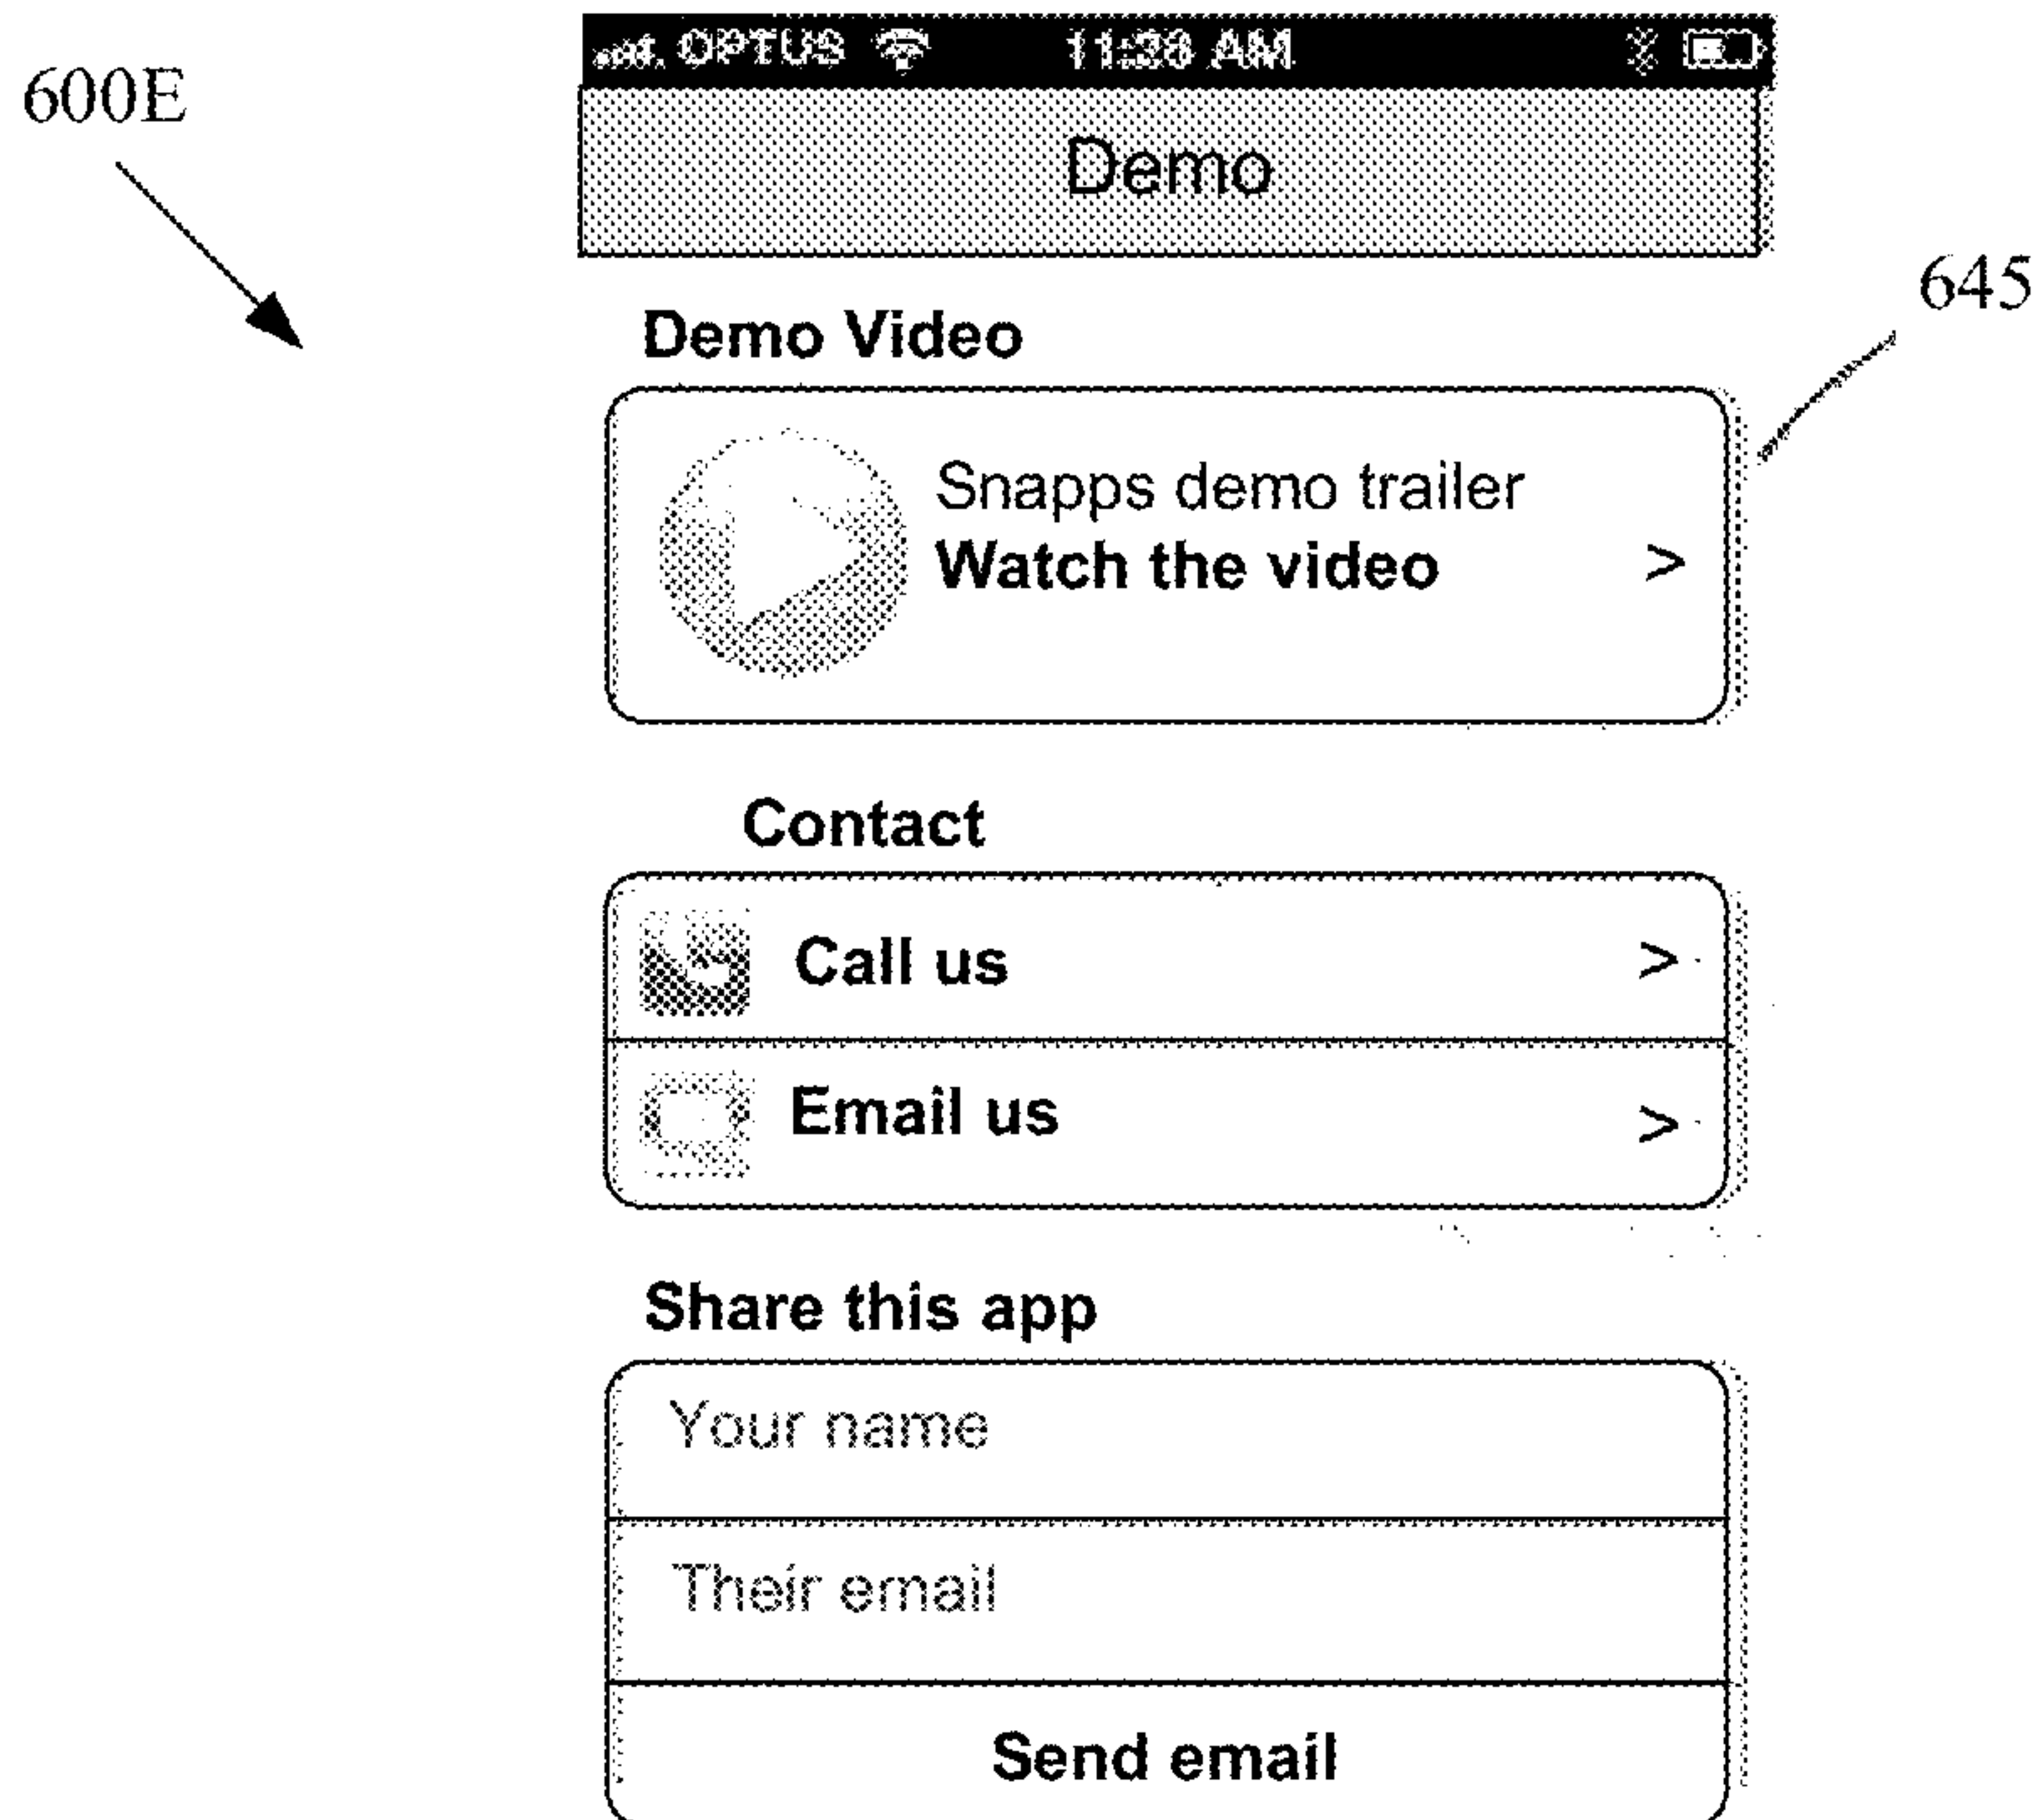 OPTUS 11:28 AM
600E
Demo
645
Demo Video
Snapps demo trailer
Watch the video >
Contact
Call us >
Email us >
Share this app
Your name
Their email
Send email